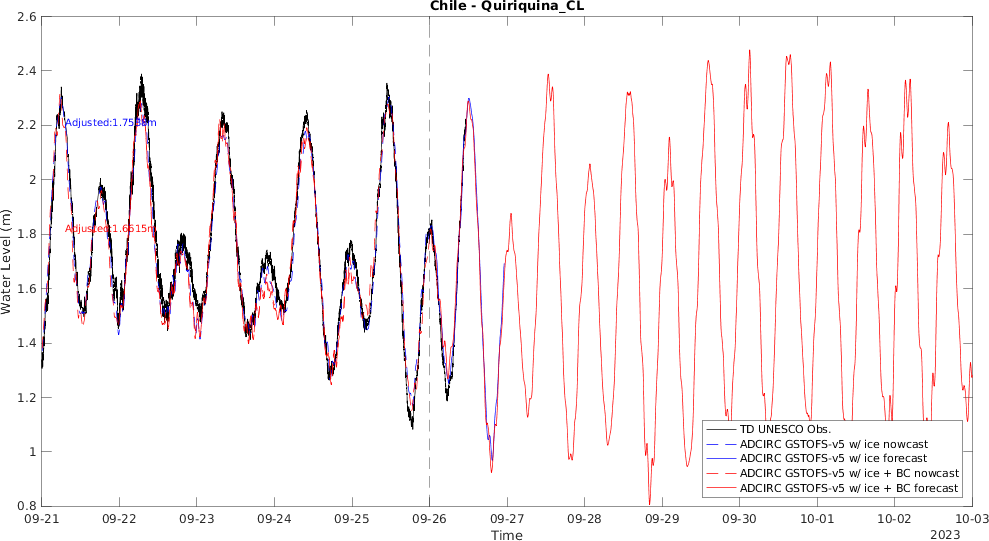 Chile - Quiriquina_CL
2.6
2.4
2.2
2
1.8
1.6
1.4
1.2
1
0.8
Water Level (m)
Adjusted:1.6515m
TD UNESCO Obs.
ADCIRC GSTOFS-v5 w/ ice nowcast
ADCIRC GSTOFS-v5 w/ ice forecast
ADCIRC GSTOFS-v5 w/ ice + BC nowcast
ADCIRC GSTOFS-v5 w/ ice + BC forecast
09-21 09-22 09-23 09-24 09-25 09-26 09-27 09-28 09-29 09-30 10-01 10-02 10-03
Time
2023